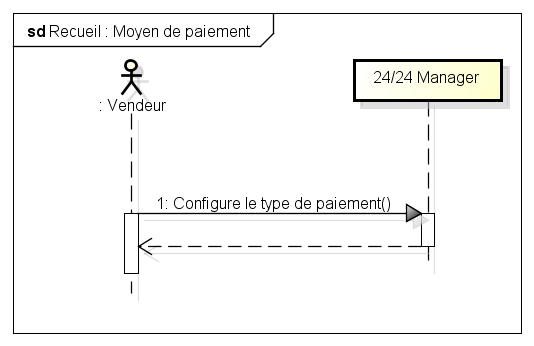 sd Recueil : Moyen de paiement
: Vendeur
24/24 Manager
1: Configure le type de paiement()